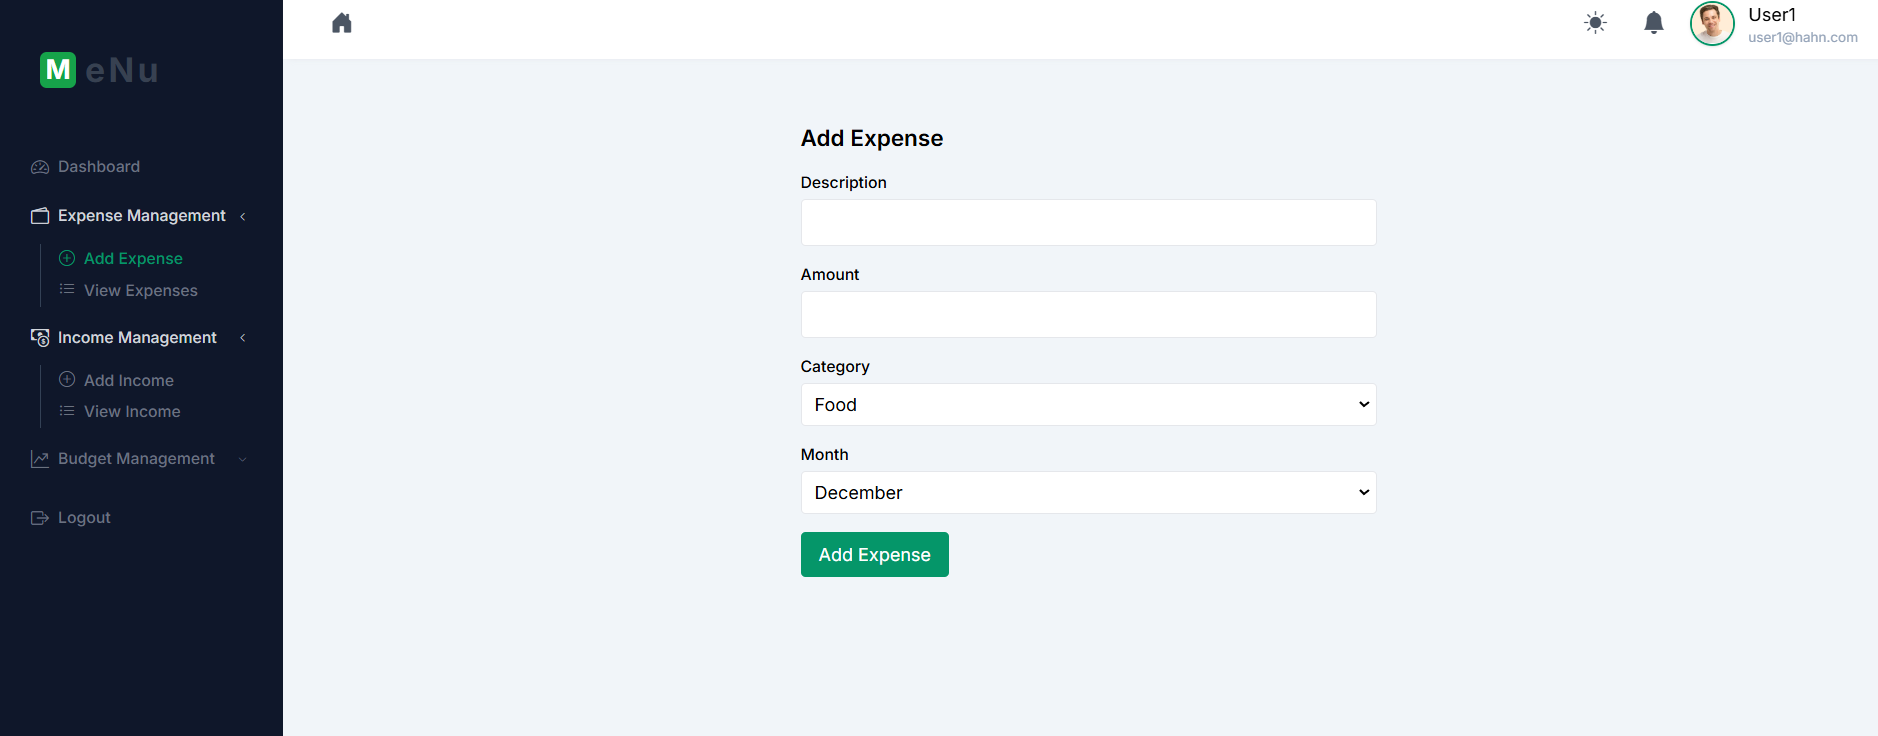 MeNu
Dashboard
Expense Management
Add Expense
View Expenses
Income Management
Add Income
View Income
Budget Management
Logout
User1
user1@hahn.com
Add Expense
Description
Amount
Category
Food
Month
December
Add Expense